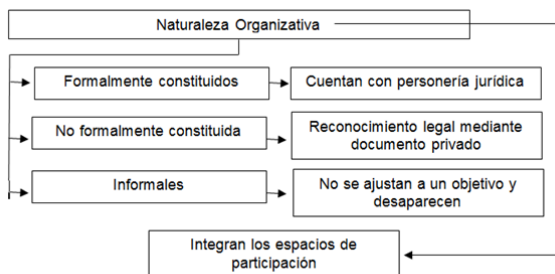 Naturaleza Organizativa
Formalmente constituidos
Cuentan con personería jurídica
No formalmente constituida
Reconocimiento legal mediante
documento privado
Informales
No se ajustan a un objetivo y
desaparecen
Integran los espacios de
participación